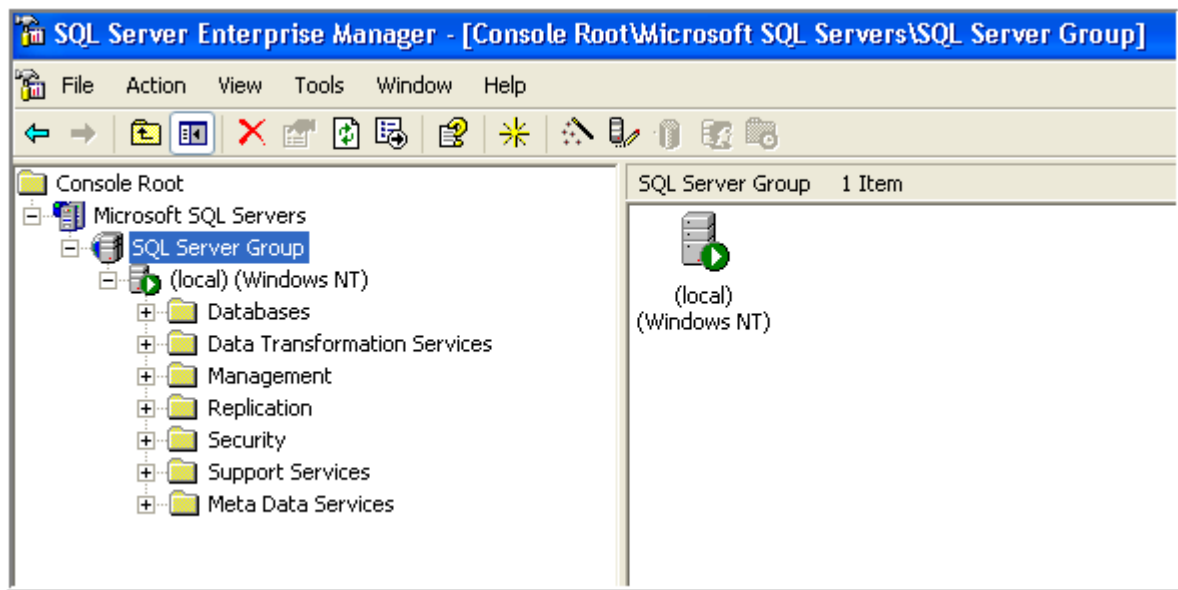 SQL Server Enterprise Manager - [Console Root\Microsoft SQL Servers\SQL Server Group]
File Action View Tools Window Help
Console Root
Microsoft SQL Servers
SQL Server Group
(local) (Windows NT)
Databases
Data Transformation Services
Management
Replication
Security
Support Services
Meta Data Services
SQL Server Group 1 Item
(local)
(Windows NT)